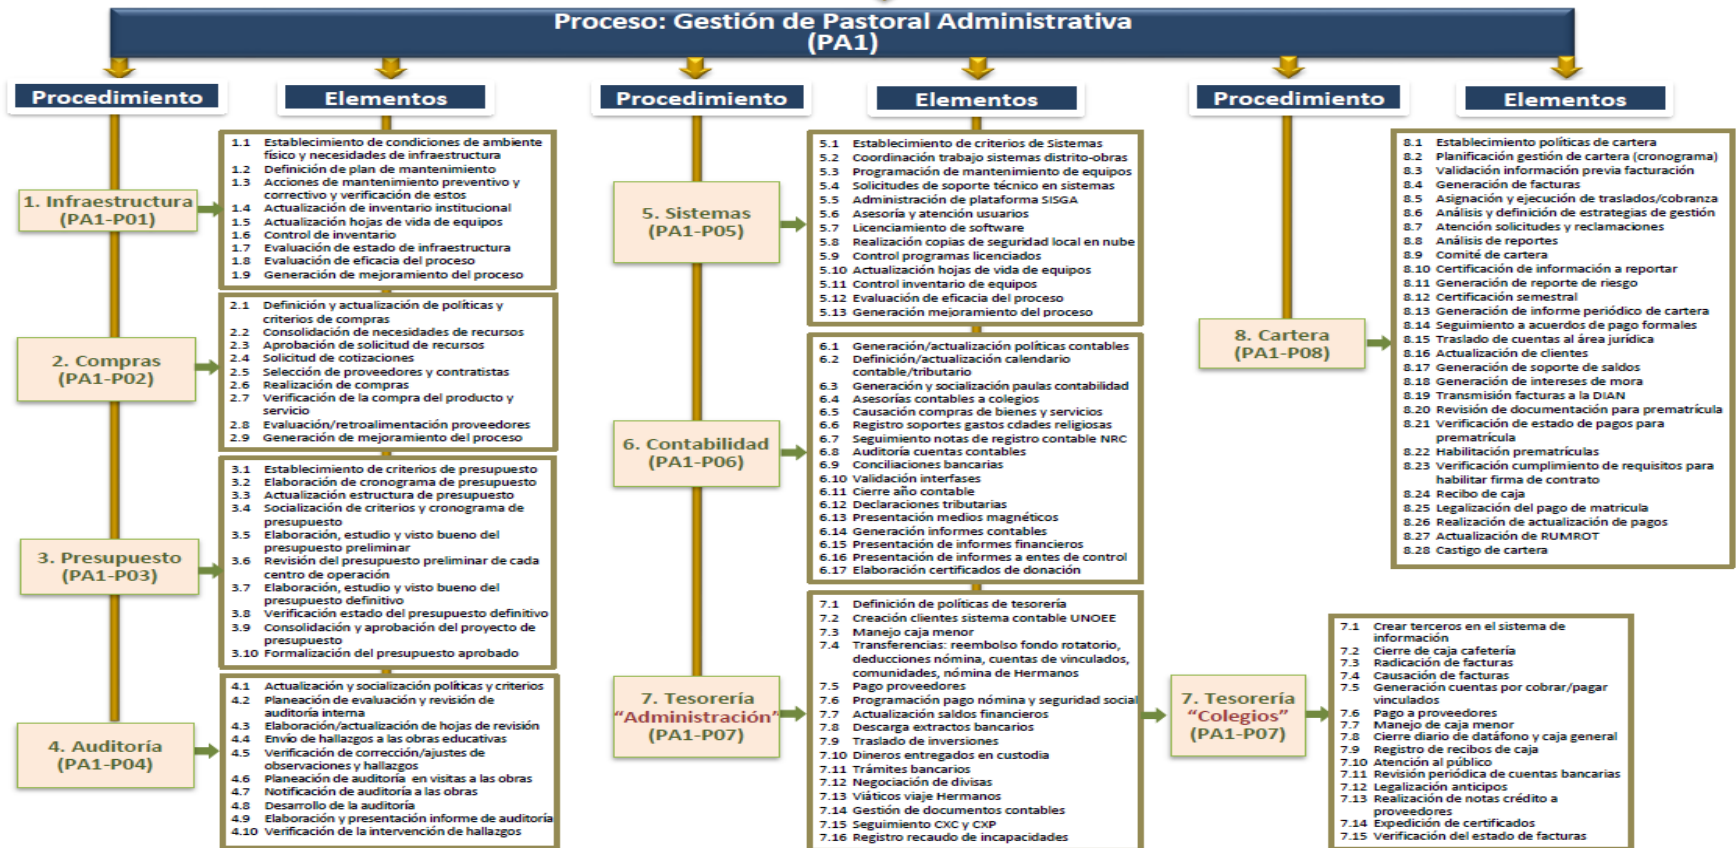 Proceso: Gestión de Pastoral Administrativa
(PA1)
Procedimiento
Elementos
1. Infraestructura
(PA1-P01)
1.1 Establecimiento de condiciones de ambiente
físico y necesidades de infraestructura
1.2 Definición de plan de mantenimiento
1.3 Acciones de mantenimiento preventivo y
correctivo y verificación de estos
1.4 Actualización de inventario institucional
1.5 Actualización hojas de vida de equipos
1.6 Control de inventario
1.7 Evaluación de estado de infraestructura
1.8 Evaluación de eficacia del proceso
1.9 Generación de mejoramiento del proceso
2. Compras
(PA1-P02)
2.1 Definición y actualización de políticas y
criterios de compras
2.2 Consolidación de necesidades de recursos
2.3 Aprobación de solicitud de recursos
2.4 Solicitud de cotizaciones
2.5 Selección de proveedores y contratistas
2.6 Realización de compras
2.7 Verificación de la compra del producto y
servicio
2.8 Evaluación/retroalimentación proveedores
2.9 Generación de mejoramiento del proceso
3. Presupuesto
(PA1-P03)
3.1 Establecimiento de criterios de presupuesto
3.2 Elaboración de cronograma de presupuesto
3.3 Actualización estructura de presupuesto
3.4 Socialización de criterios y cronograma de
presupuesto
3.5 Elaboración, estudio y visto bueno del
presupuesto preliminar
3.6 Revisión del presupuesto preliminar de cada
centro de operación
3.7 Elaboración, estudio y visto bueno del
presupuesto definitivo
3.8 Verificación estado del presupuesto definitivo
3.9 Consolidación y aprobación del proyecto de
presupuesto
3.10 Formalización del presupuesto aprobado
4. Auditoría
(PA1-P04)
4.1 Actualización y socialización políticas y criterios
4.2 Planeación de evaluación y revisión de
auditoría interna
4.3 Elaboración/actualización de hojas de revisión
4.4 Envío de hallazgos a las obras educativas
4.5 Verificación de corrección/ajustes de
observaciones y hallazgos
4.6 Planeación de auditoría en visitas a las obras
4.7 Notificación de auditoría a las obras
4.8 Desarrollo de la auditoría
4.9 Elaboración y presentación informe de auditoría
4.10 Verificación de la intervención de hallazgos
Procedimiento
Elementos
5. Sistemas
(PA1-P05)
5.1 Establecimiento de criterios de Sistemas
5.2 Coordinación trabajo sistemas distrito-obras
5.3 Programación de mantenimiento de equipos
5.4 Solicitudes de soporte técnico en sistemas
5.5 Administración de plataforma SISGA
5.6 Asesoría y atención usuarios
5.7 Licenciamiento de software
5.8 Realización copias de seguridad local en nube
5.9 Control programas licenciados
5.10 Actualización hojas de vida de equipos
5.11 Control inventario de equipos
5.12 Evaluación de eficacia del proceso
5.13 Generación mejoramiento del proceso
6. Contabilidad
(PA1-P06)
6.1 Generación/actualización políticas contables
6.2 Definición/actualización calendario
contable/tributario
6.3 Generación y socialización paulas contabilidad
6.4 Asesorías contables a colegios
6.5 Causación compras de bienes y servicios
6.6 Registro soportes gastos cdades religiosas
6.7 Seguimiento notas de registro contable NRC
6.8 Auditoría cuentas contables
6.9 Conciliaciones bancarias
6.10 Validación interfases
6.11 Cierre año contable
6.12 Declaraciones tributarias
6.13 Presentación medios magnéticos
6.14 Generación informes contables
6.15 Presentación de informes financieros
6.16 Presentación de informes a entes de control
6.17 Elaboración certificados de donación
7. Tesorería
“Administración”
(PA1-P07)
7.1 Definición de políticas de tesorería
7.2 Creación clientes sistema contable UNOEE
7.3 Manejo caja menor
7.4 Transferencias: reembolso fondo rotatorio,
deducciones nómina, cuentas de vinculados,
comunidades, nómina de Hermanos
7.5 Pago proveedores
7.6 Programación pago nómina y seguridad social
7.7 Actualización saldos financieros
7.8 Descarga extractos bancarios
7.9 Traslado de inversiones
7.10 Dineros entregados en custodia
7.11 Trámites bancarios
7.12 Negociación de divisas
7.13 Viáticos viaje Hermanos
7.14 Gestión de documentos contables
7.15 Seguimiento CXC y CXP
7.16 Registro recaudo de incapacidades
Procedimiento
Elementos
8. Cartera
(PA1-P08)
8.1 Establecimiento políticas de cartera
8.2 Planificación gestión de cartera (cronograma)
8.3 Validación información previa facturación
8.4 Generación de facturas
8.5 Asignación y ejecución de traslados/cobranza
8.6 Análisis y definición de estrategias de gestión
8.7 Atención solicitudes y reclamaciones
8.8 Análisis de reportes
8.9 Comité de cartera
8.10 Certificación de información a reportar
8.11 Generación de reporte de riesgo
8.12 Certificación semestral
8.13 Generación de informe periódico de cartera
8.14 Seguimiento a acuerdos de pago formales
8.15 Traslado de cuentas al área jurídica
8.16 Actualización de clientes
8.17 Generación de soporte de saldos
8.18 Generación de intereses de mora
8.19 Transmisión facturas a la DIAN
8.20 Revisión de documentación para prematrícula
8.21 Verificación de estado de pagos para
prematrícula
8.22 Habilitación prematrículas
8.23 Verificación cumplimiento de requisitos para
habilitar firma de contrato
8.24 Recibo de caja
8.25 Legalización del pago de matricula
8.26 Realización de actualización de pagos
8.27 Actualización de RUMROT
8.28 Castigo de cartera
7. Tesorería
“Colegios”
(PA1-P07)
7.1 Crear terceros en el sistema de
información
7.2 Cierre de caja cafetería
7.3 Radicación de facturas
7.4 Causación de facturas
7.5 Generación cuentas por cobrar/pagar
vinculados
7.6 Pago a proveedores
7.7 Manejo de caja menor
7.8 Cierre diario de datáfono y caja general
7.9 Registro de recibos de caja
7.10 Atención al público
7.11 Revisión periódica de cuentas bancarias
7.12 Legalización anticipos
7.13 Realización de notas crédito a
proveedores
7.14 Expedición de certificados
7.15 Verificación del estado de facturas